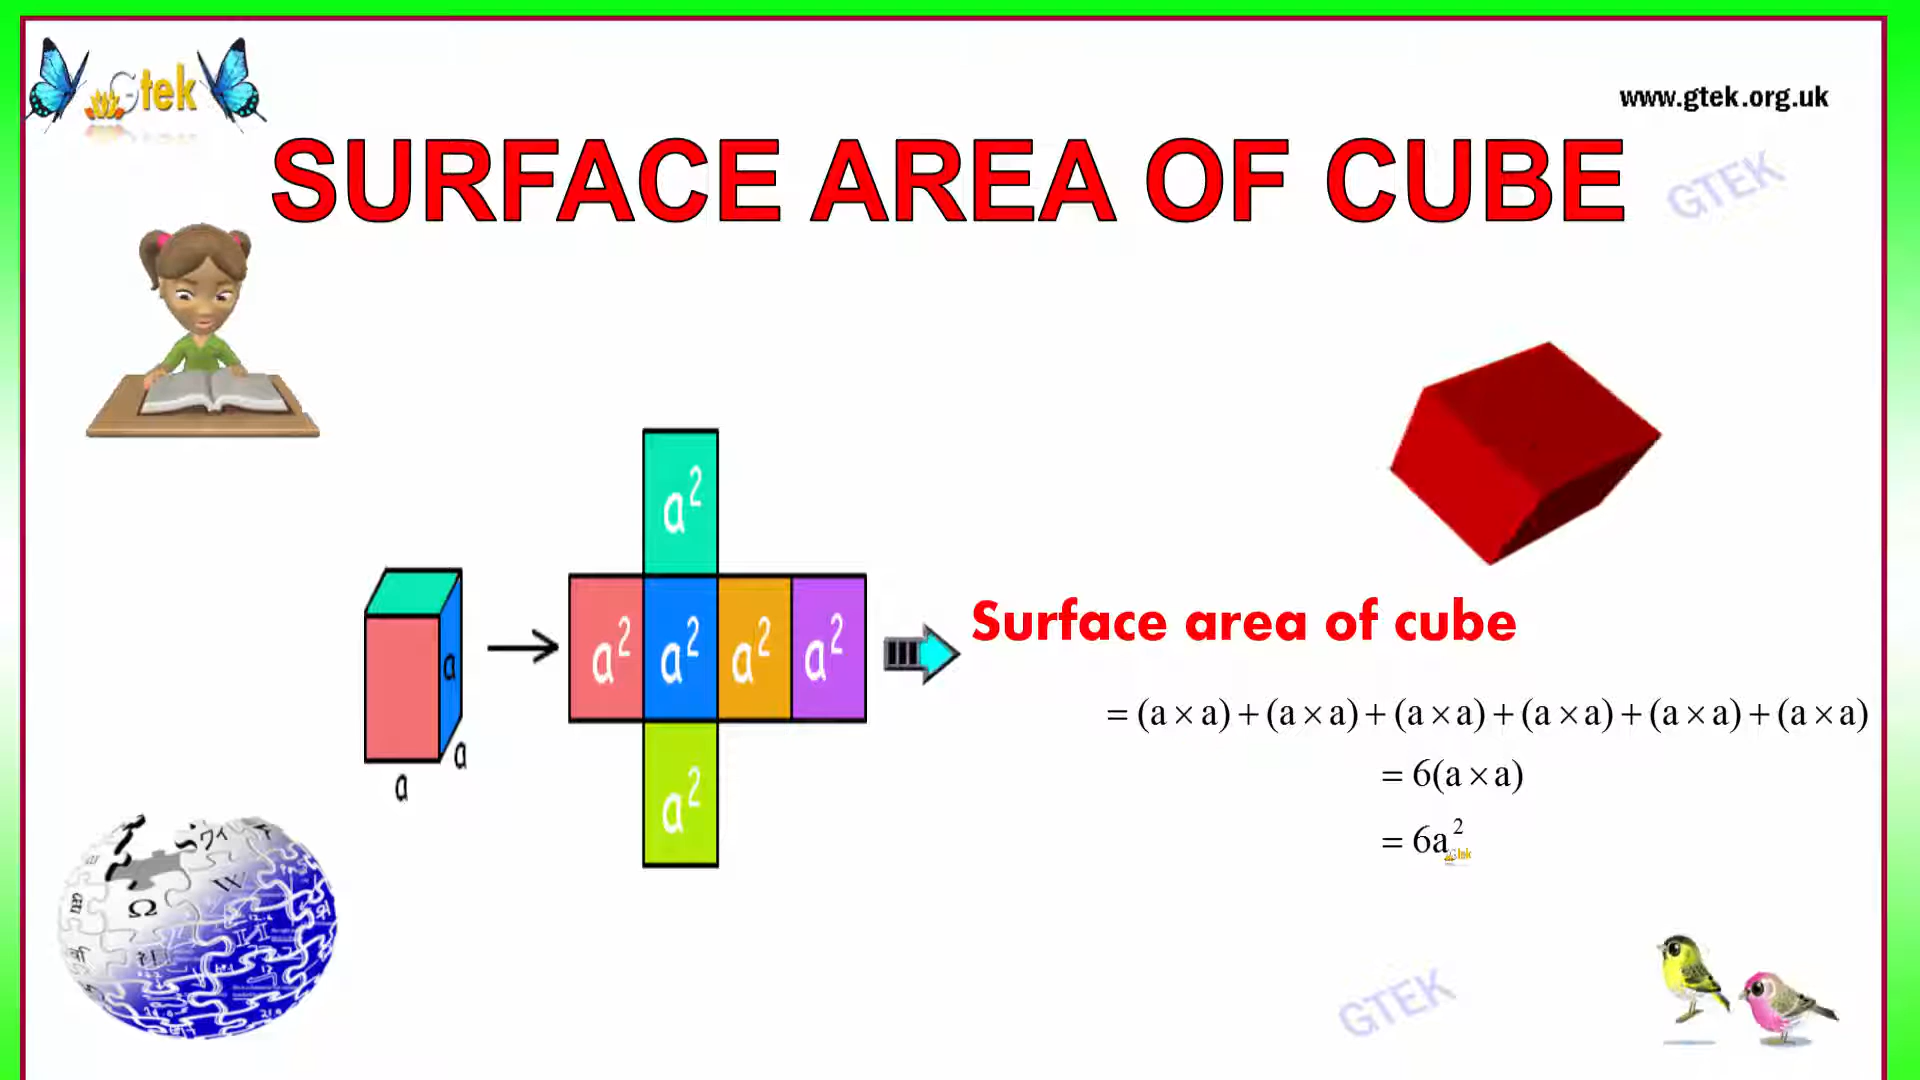 Gtek
www.gtek.org.uk
SURFACE AREA OF CUBE
GTEK
a²
a² a² a² a²
a²
a
a
a
Surface area of cube
= (a × a) + (a × a) + (a × a) + (a × a) + (a × a) + (a × a)
= 6(a × a)
= 6a²
Gtek
Ω
W
GTEK